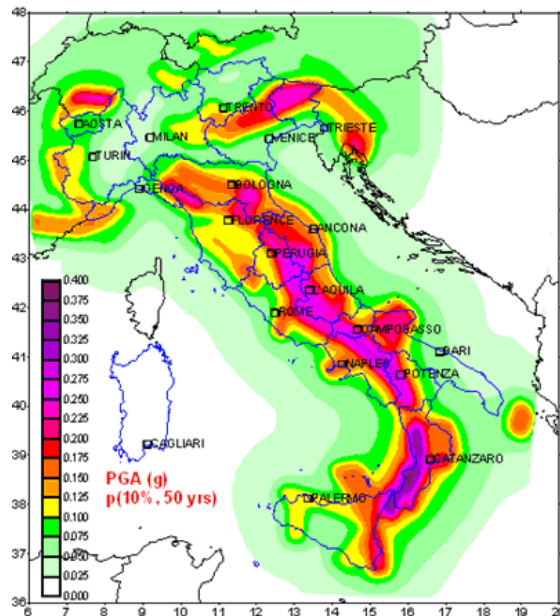 48
47
46
45
44
43
42
41
40
39
38
37
36
TRENTO
AOSTA
MILAN
VENICE
TRIESTE
TURIN
GENOA
BOLOGNA
FLORENCE
ANCONA
PERUGIA
L'AQUILA
ROME
CAMPOBASSO
BARI
NAPLES
POTENZA
CAGLIARI
CATANZARO
PALERMO
0.400
0.375
0.350
0.325
0.300
0.275
0.250
0.225
0.200
0.175
0.150
0.125
0.100
0.075
0.050
0.025
0.000
PGA (g)
p(10%, 50 yrs)
6 7 8 9 10 11 12 13 14 15 16 17 18 19 20